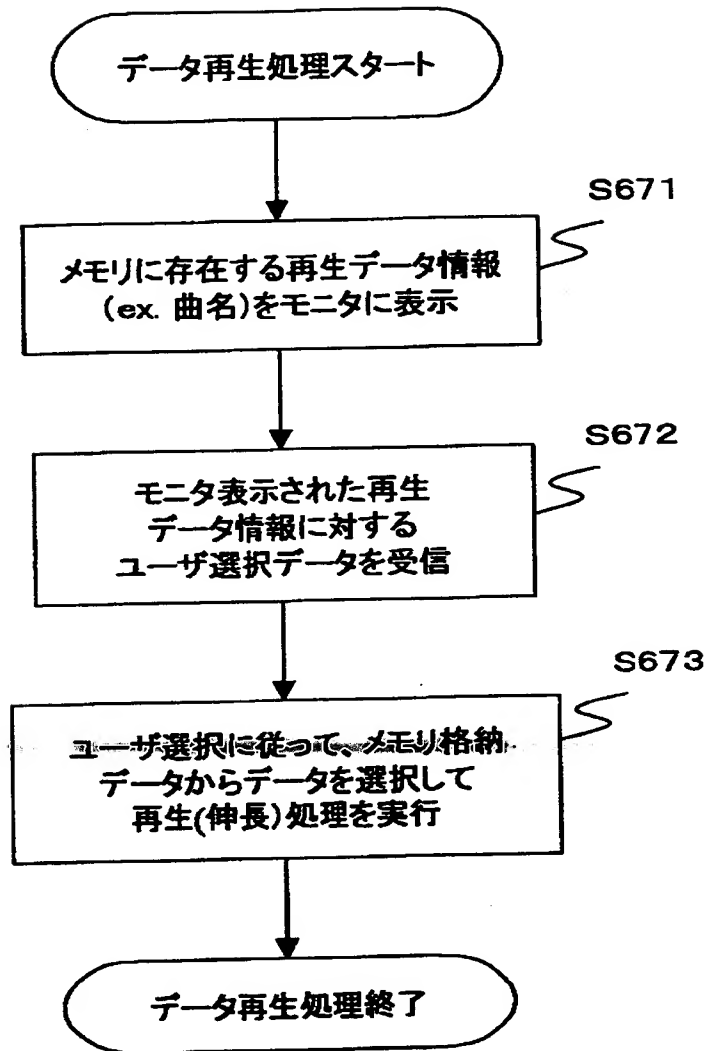 データ再生処理スタート
S671
メモリに存在する再生データ情報
(ex. 曲名)をモニタに表示
S672
モニタ表示された再生
データ情報に対する
ユーザ選択データを受信
S673
ユーザ選択に従って、メモリ格納
データからデータを選択して
再生(伸長)処理を実行
データ再生処理終了